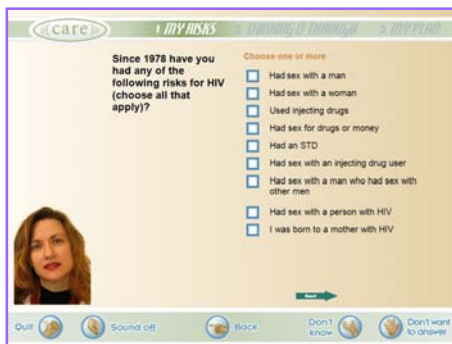 care
1 MY RISKS
2 THINKING IT THROUGH
3 MY PLAN
Since 1978 have you
had any of the
following risks for HIV
(choose all that
apply)?
Choose one or more
Had sex with a man
Had sex with a woman
Used injecting drugs
Had sex for drugs or money
Had an STD
Had sex with an injecting drug user
Had sex with a man who had sex with
other men
Had sex with a person with HIV
I was born to a mother with HIV
Next
Quit
Sound off
Back
Don't
know
Don't want
to answer